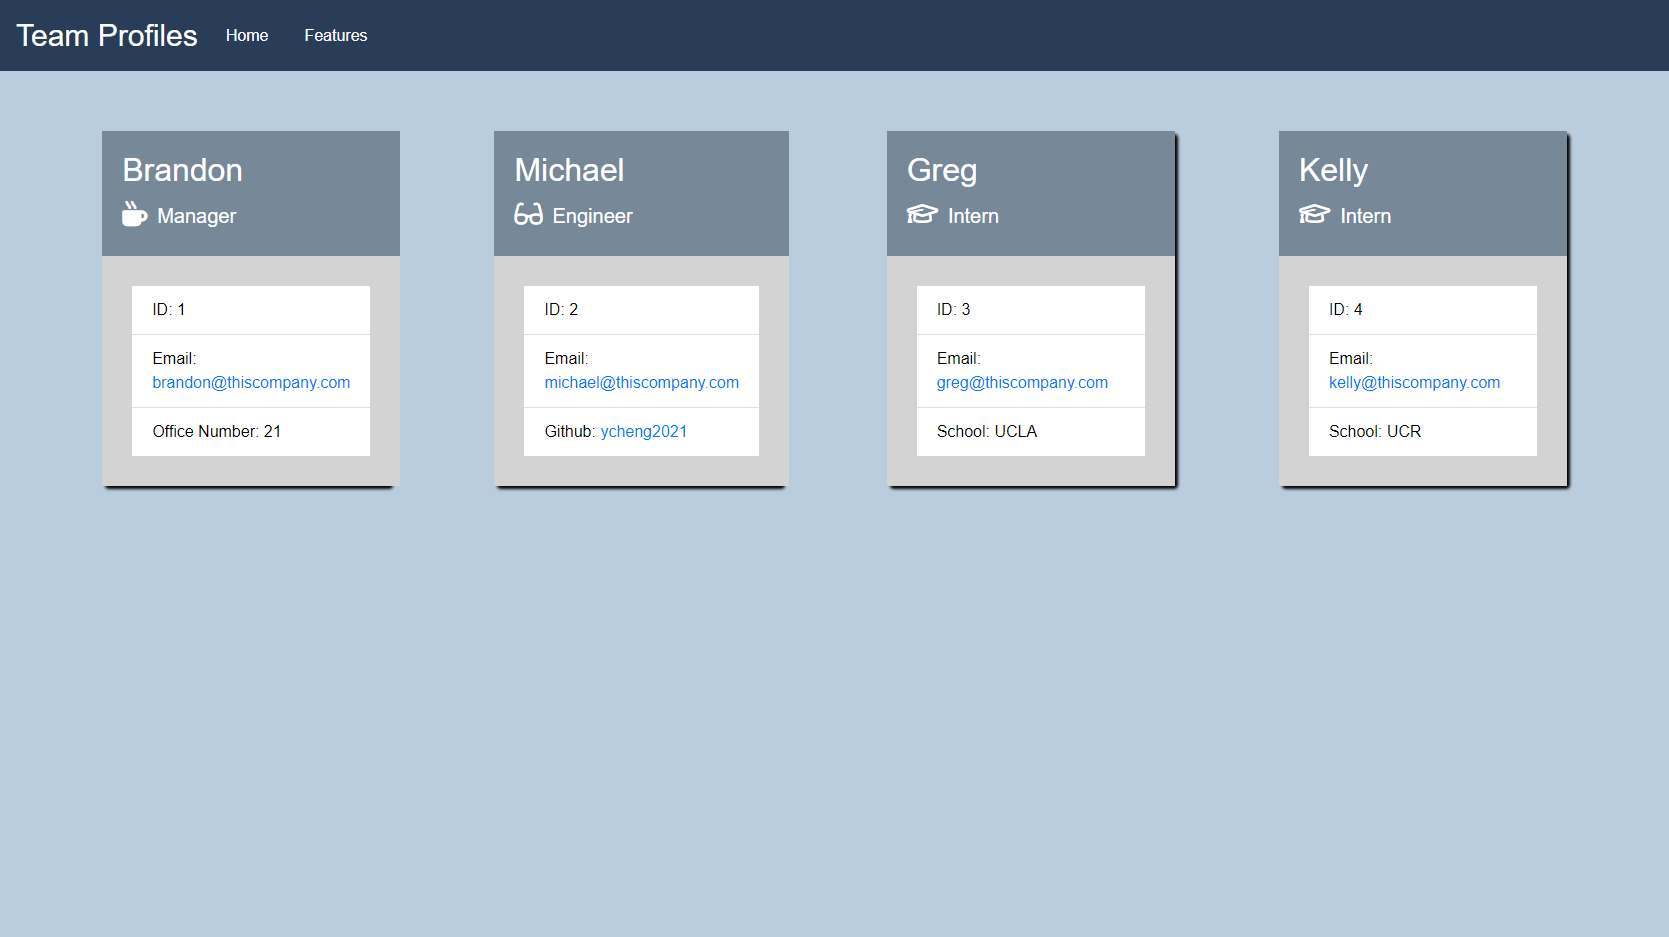 Team Profiles Home Features
Brandon
Manager
ID: 1
Email:
brandon@thiscompany.com
Office Number: 21
Michael
Engineer
ID: 2
Email:
michael@thiscompany.com
Github: ycheng2021
Greg
Intern
ID: 3
Email:
greg@thiscompany.com
School: UCLA
Kelly
Intern
ID: 4
Email:
kelly@thiscompany.com
School: UCR